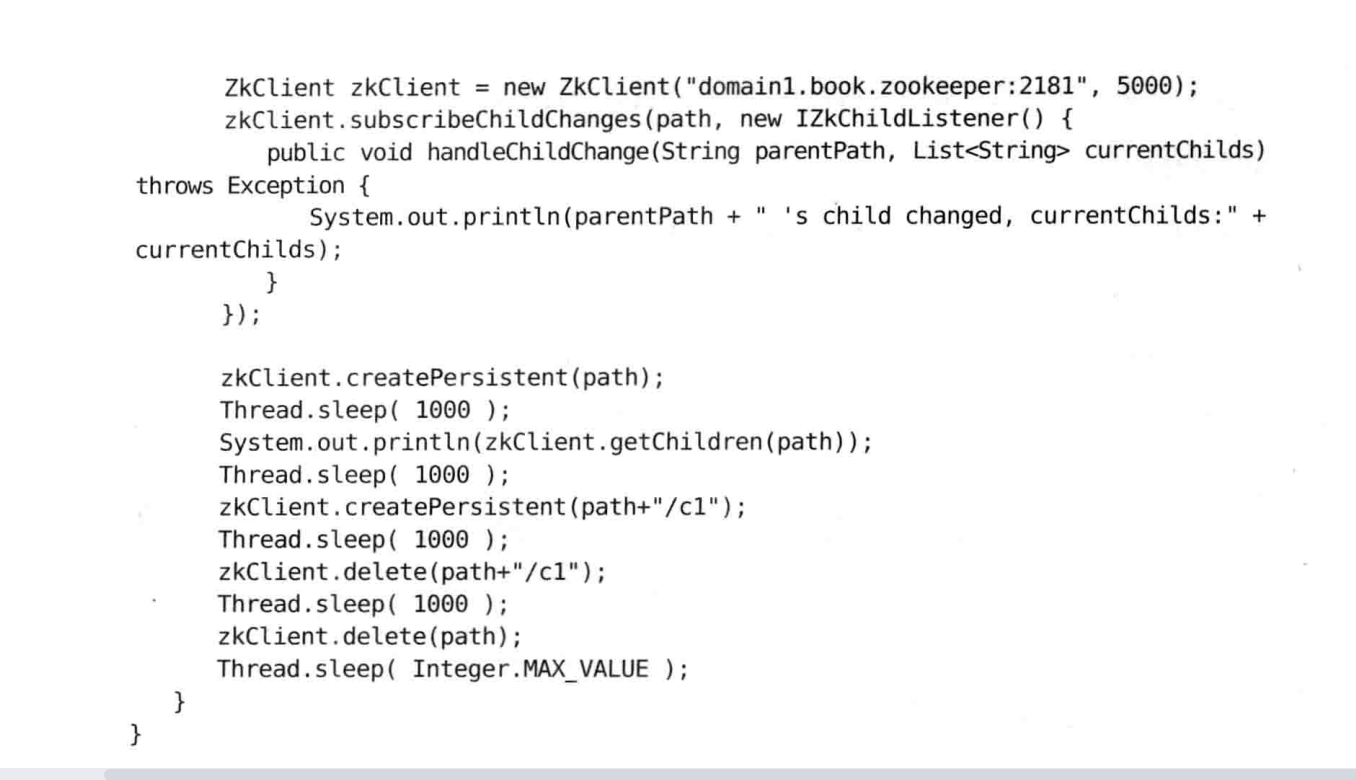 ZkClient zkClient = new ZkClient("domain1.book.zookeeper:2181", 5000);
zkClient.subscribeChildChanges(path, new IZkChildListener() {
public void handleChildChange(String parentPath, List<String> currentChilds)
throws Exception {
System.out.println(parentPath + " 's child changed, currentChilds:" +
currentChilds);
}
});
zkClient.createPersistent(path);
Thread.sleep( 1000 );
System.out.println(zkClient.getChildren(path));
Thread.sleep( 1000 );
zkClient.createPersistent(path+"/c1");
Thread.sleep( 1000 );
zkClient.delete(path+"/c1");
Thread.sleep( 1000 );
zkClient.delete(path);
Thread.sleep( Integer.MAX_VALUE );
}
}